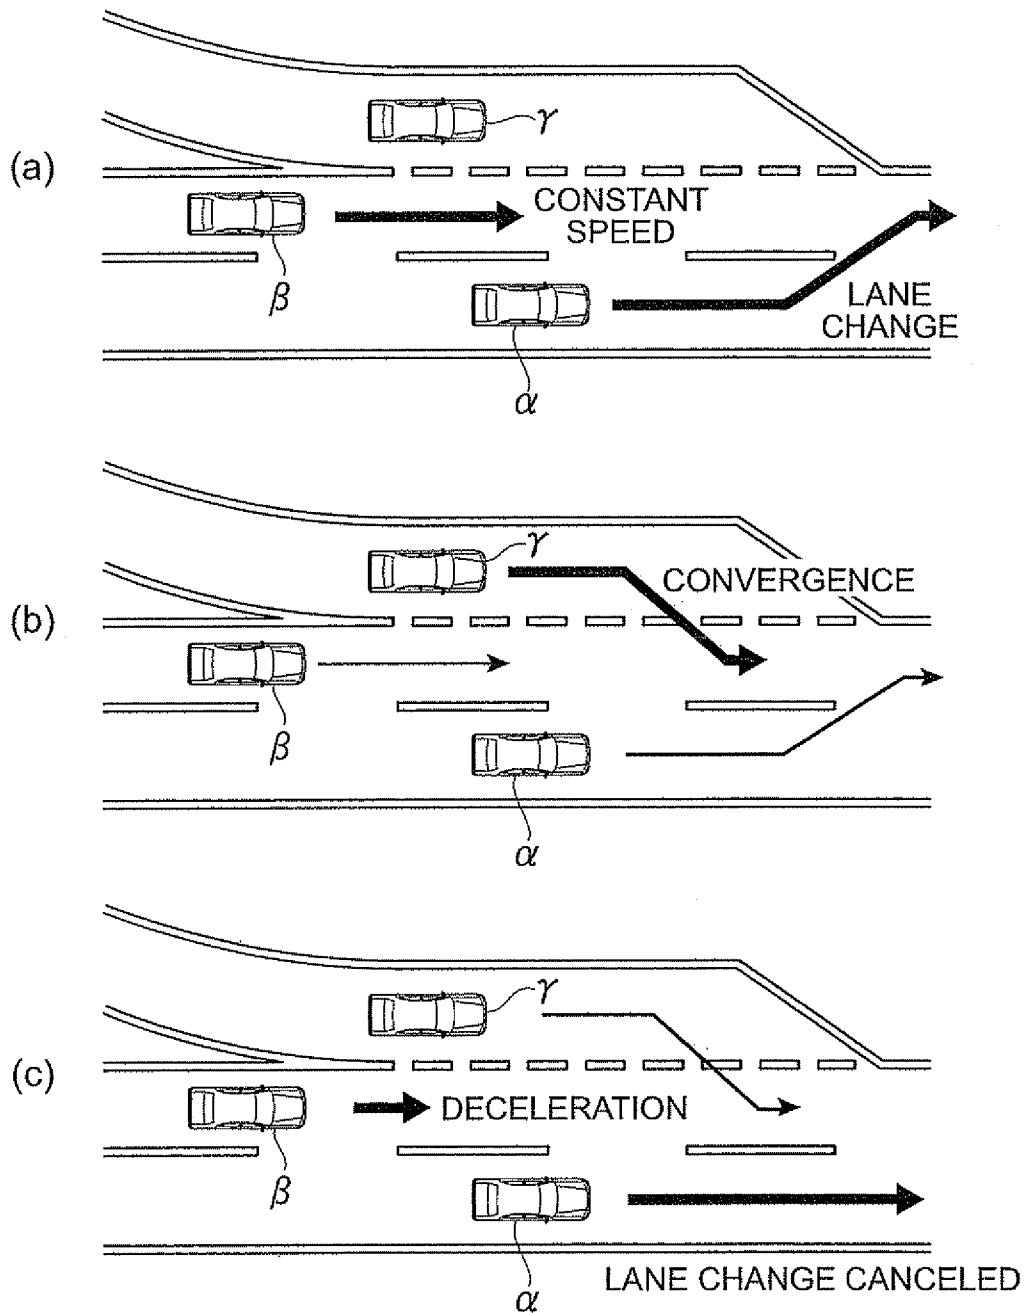 γ
(a)
CONSTANT
SPEED
β
LANE
CHANGE
α
γ
CONVERGENCE
(b)
β
α
γ
(c)
DECELERATION
β
α
LANE CHANGE CANCELED